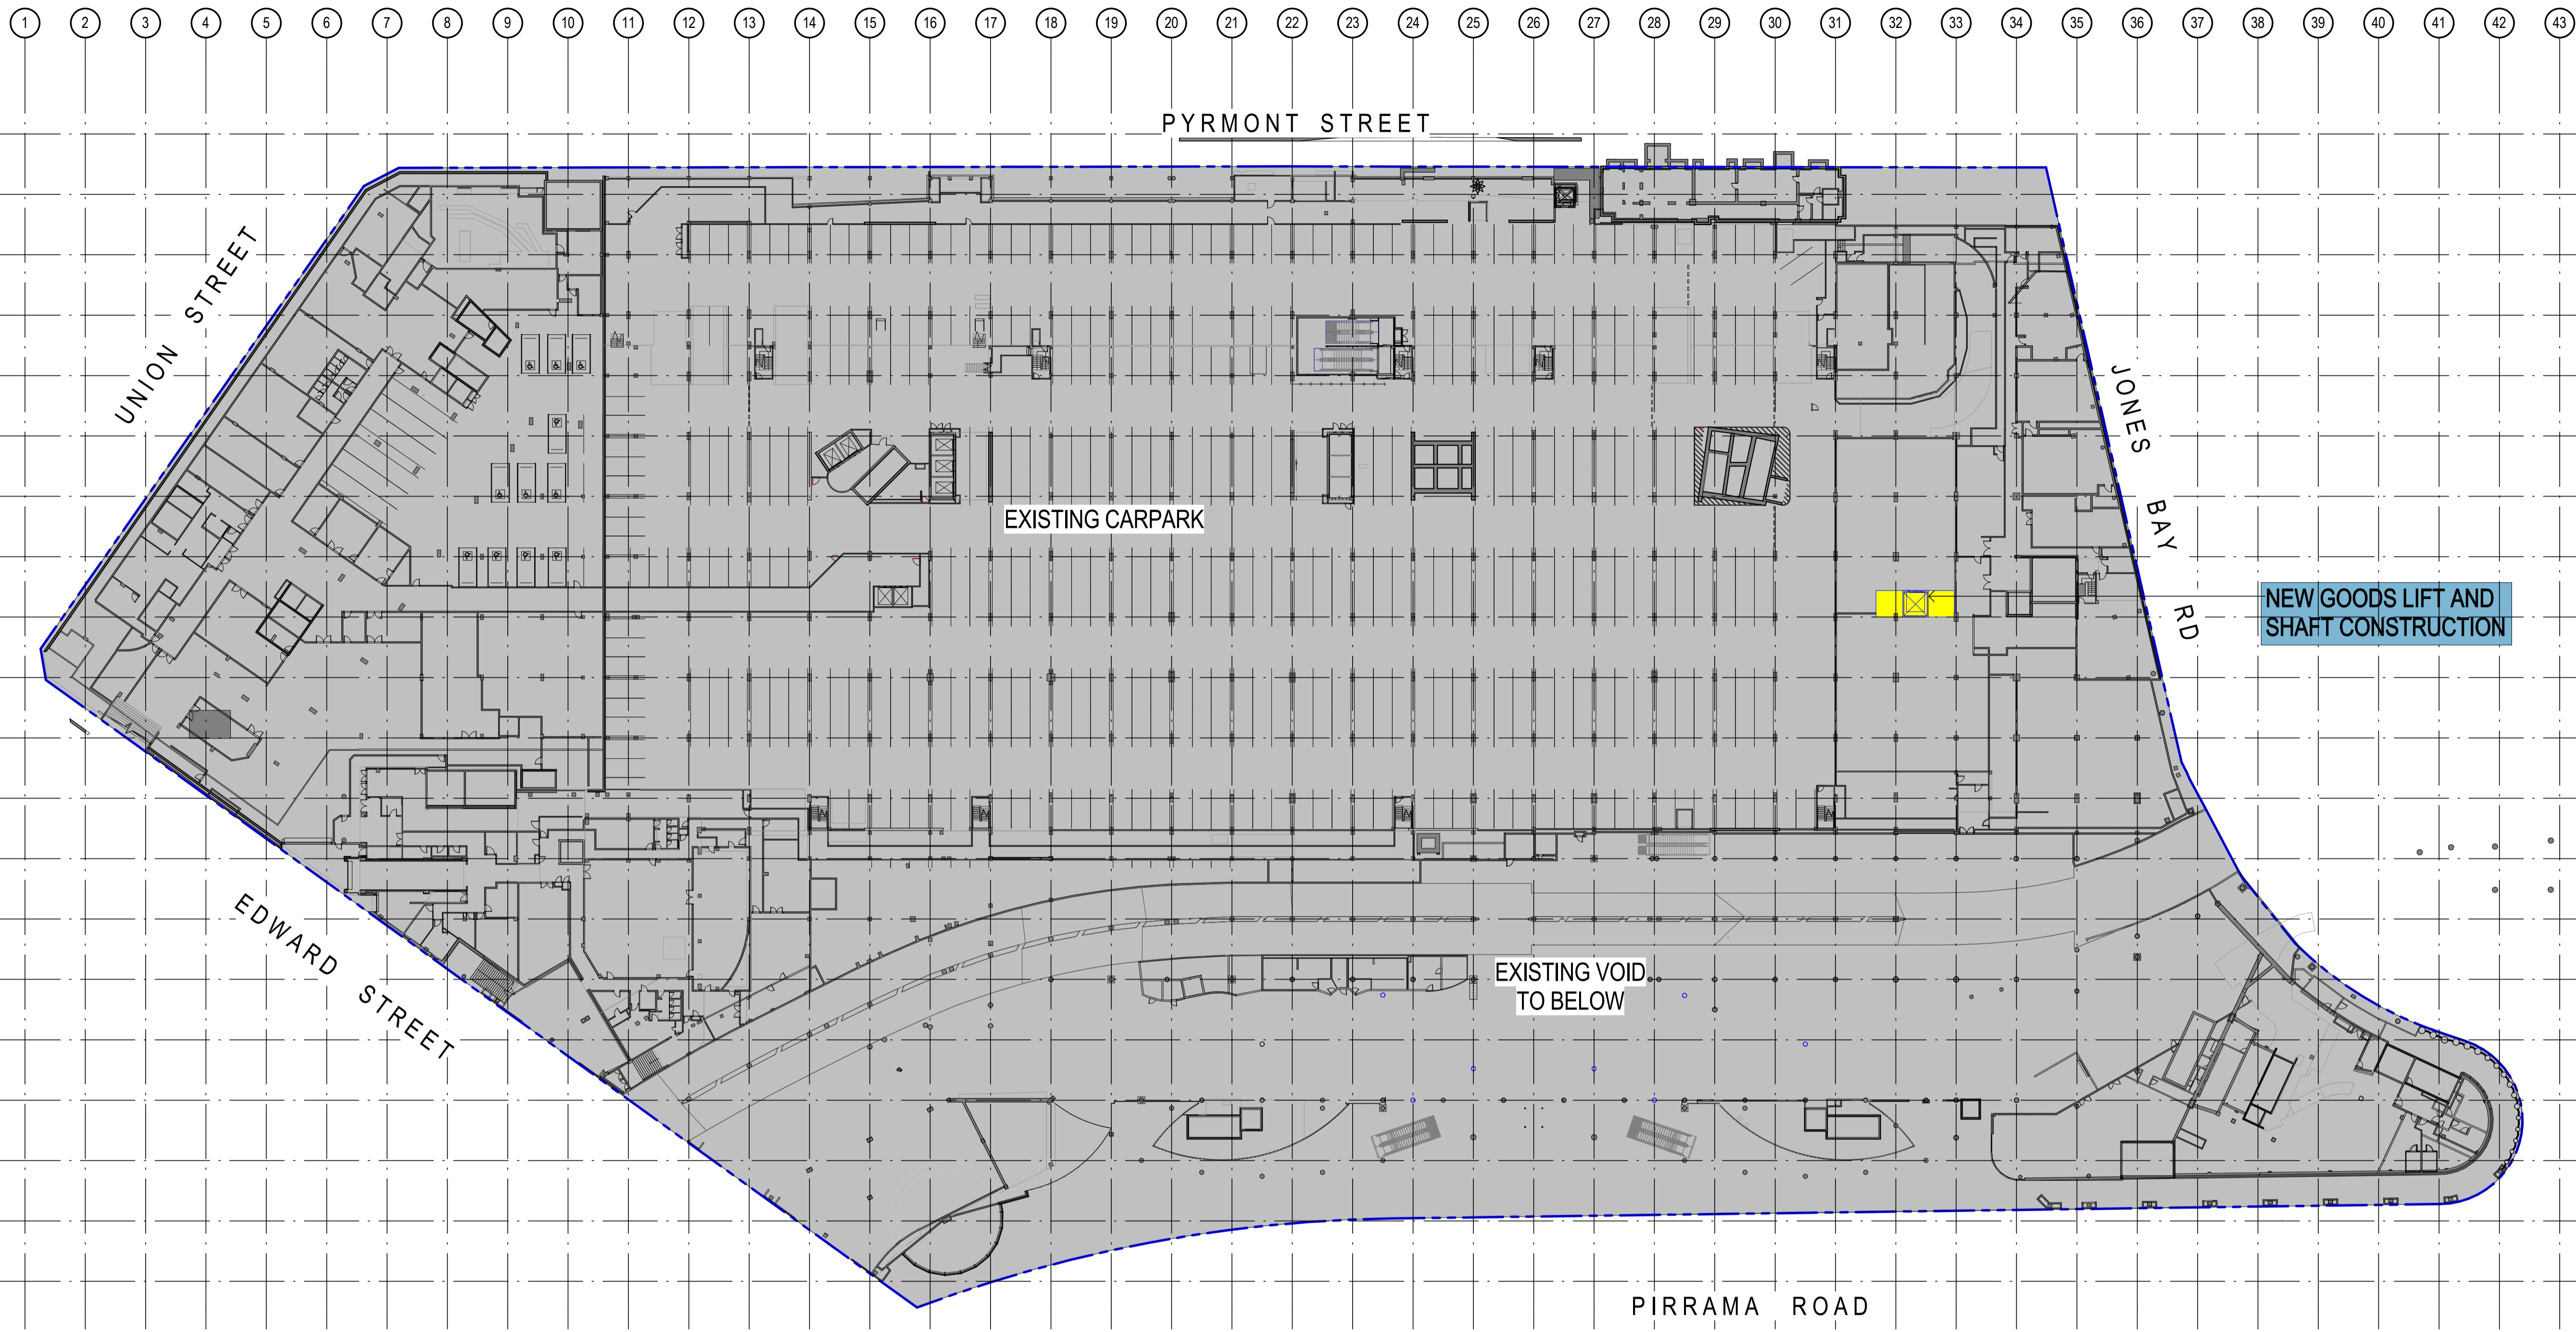 1 2 3 4 5 6 7 8 9 10 11 12 13 14 15 16 17 18 19 20 21 22 23 24 25 26 27 28 29 30 31 32 33 34 35 36 37 38 39 40 41 42 43
PYRMONT STREET
UNION STREET
JONES BAY RD
EXISTING CARPARK
NEW GOODS LIFT AND
SHAFT CONSTRUCTION
EDWARD STREET
EXISTING VOID
TO BELOW
PIRRAMA ROAD